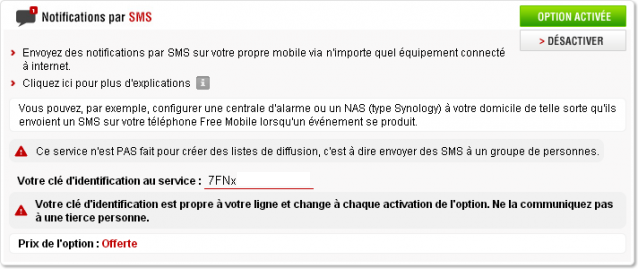 1
Notifications par SMS
OPTION ACTIVÉE
> DÉSACTIVER
Envoyez des notifications par SMS sur votre propre mobile via n'importe quel équipement connecté
à internet.
Cliquez ici pour plus d'explications i
Vous pouvez, par exemple, configurer une centrale d'alarme ou un NAS (type Synology) à votre domicile de telle sorte qu'ils
envoient un SMS sur votre téléphone Free Mobile lorsqu'un événement se produit.
Ce service n'est PAS fait pour créer des listes de diffusion, c'est à dire envoyer des SMS à un groupe de personnes.
Votre clé d'identification au service : 7FNx
Votre clé d'identification est propre à votre ligne et change à chaque activation de l'option. Ne la communiquez pas
à une tierce personne.
Prix de l'option : Offerte